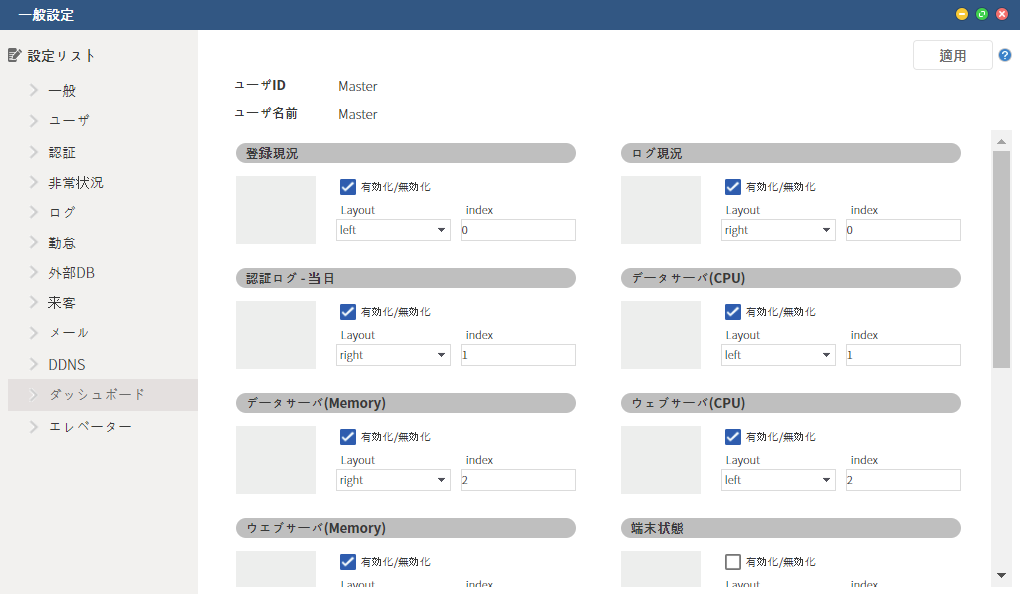 一般設定
設定リスト
一般
ユーザ
認証
非常状況
ログ
勤怠
外部DB
来客
メール
DDNS
ダッシュボード
エレベーター
適用
ユーザID Master
ユーザ名前 Master
登録現況
有効化/無効化
Layout index
left 0
ログ現況
有効化/無効化
Layout index
right 0
認証ログ - 当日
有効化/無効化
Layout index
right 1
データサーバ(CPU)
有効化/無効化
Layout index
left 1
データサーバ(Memory)
有効化/無効化
Layout index
right 2
ウェブサーバ(CPU)
有効化/無効化
Layout index
left 2
ウエブサーバ(Memory)
有効化/無効化
Layout index
端末状態
有効化/無効化
Layout index